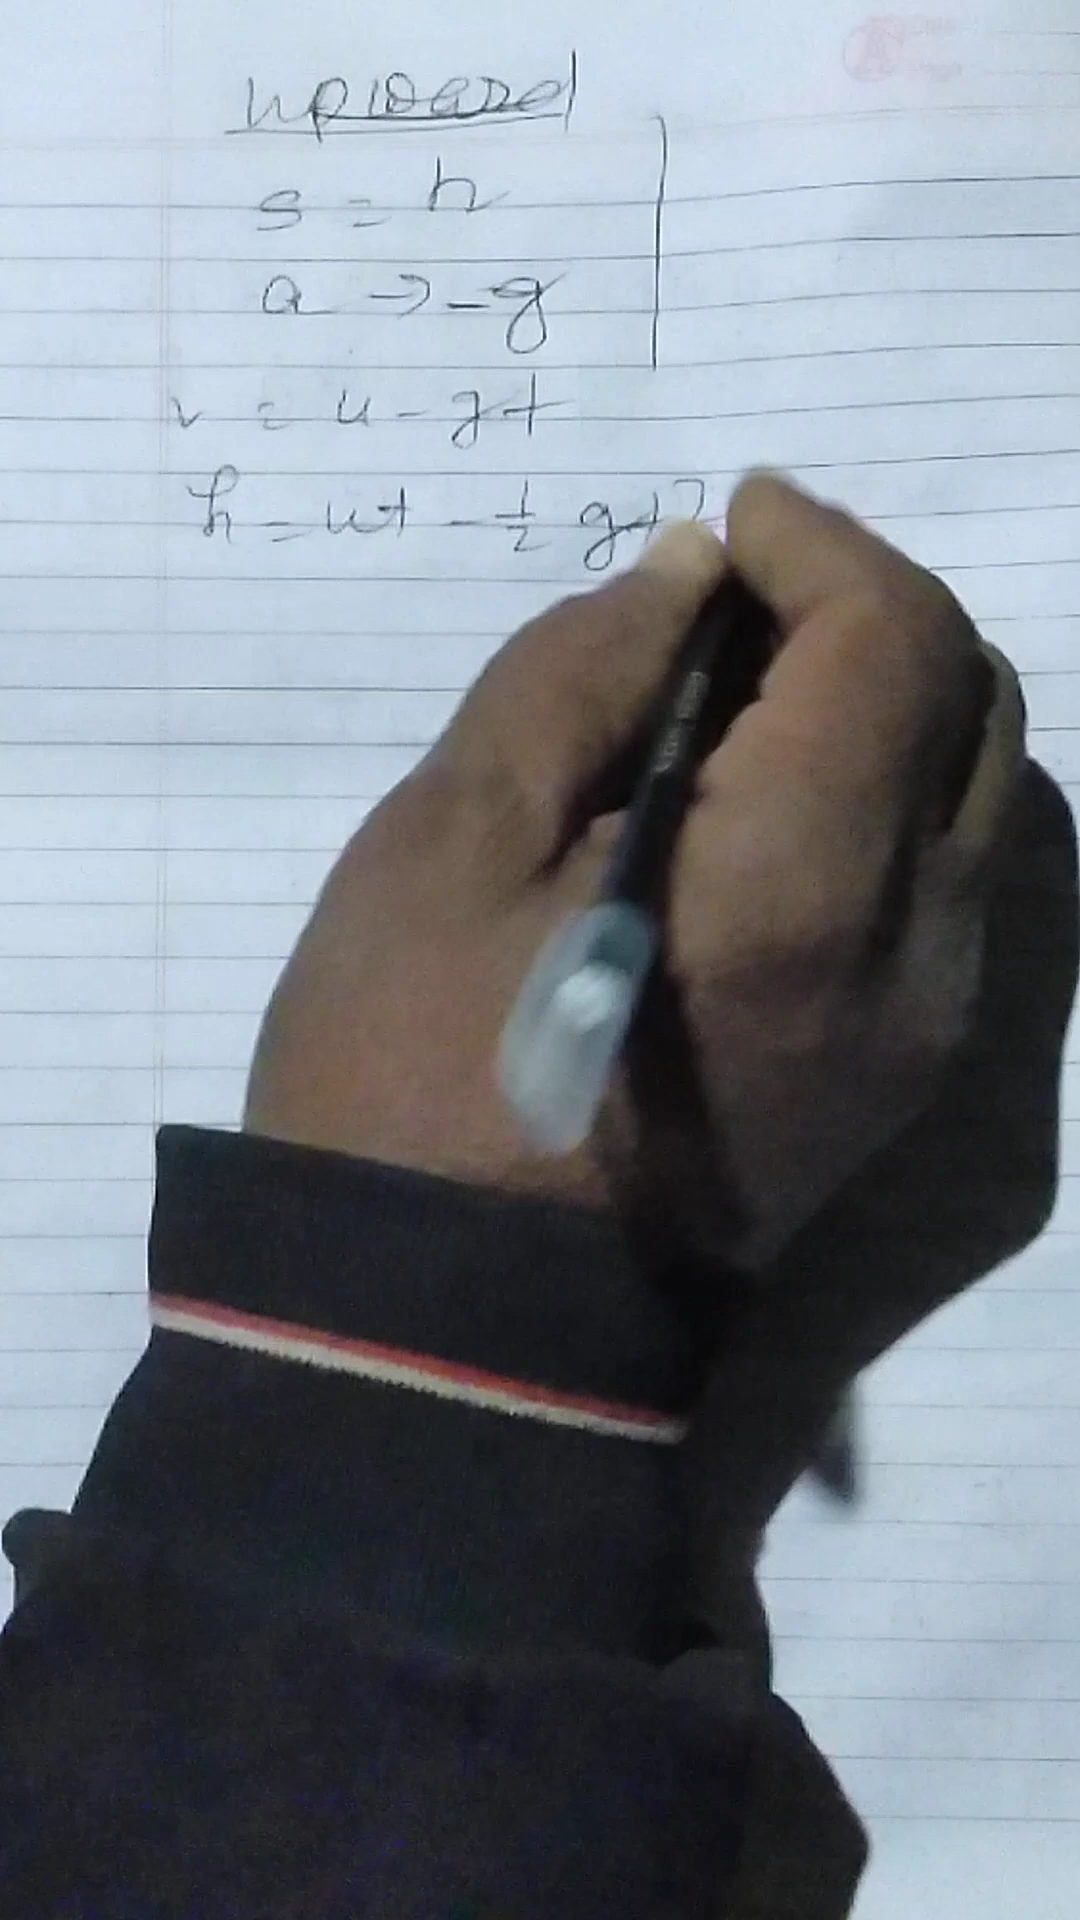 upward
s = h
a → -g
v = u - gt
h = ut - 1/2 gt²